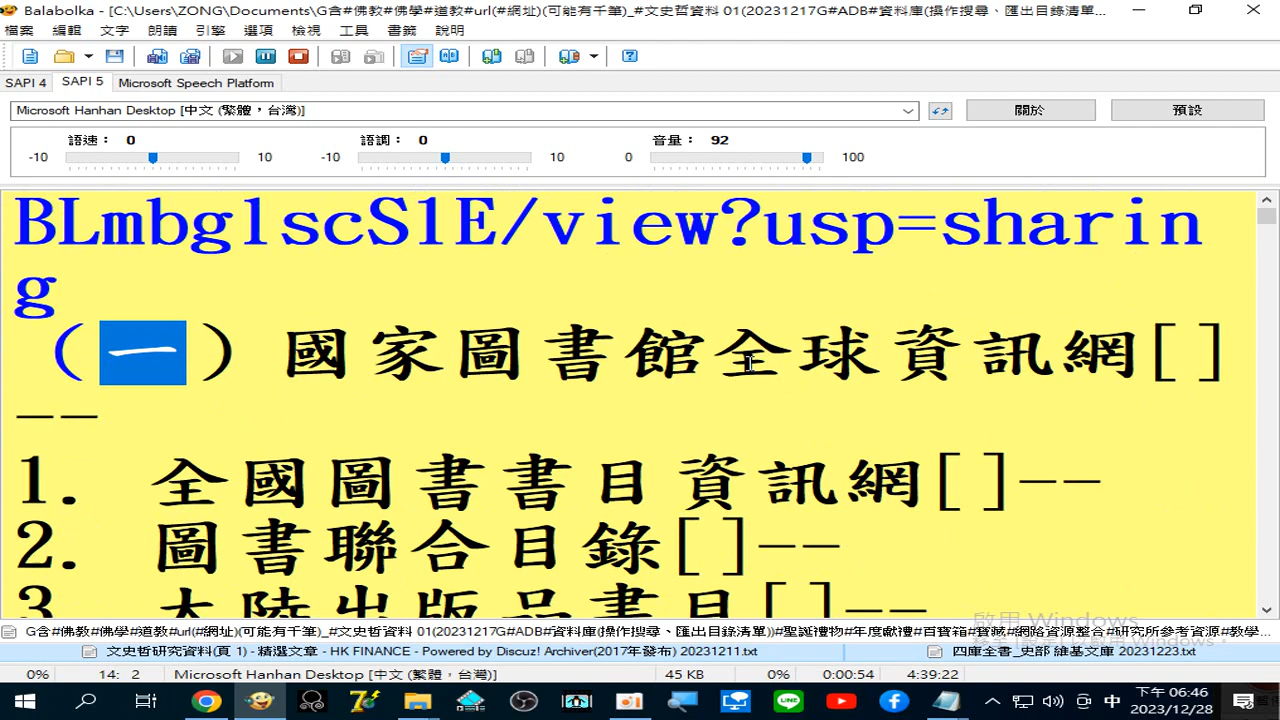 Balabolka - [C:\Users\ZONG\Documents\G含#佛教#佛學#道教#url(#網址)(可能有千筆)_#文史哲資料 01(20231217G#ADB#資料庫(操作搜尋、匯出目錄清單...
檔案 編輯 文字 朗讀 引擎 選項 檢視 工具 書籤 說明
SAPI 4 SAPI 5 Microsoft Speech Platform
Microsoft Hanhan Desktop [中文 (繁體，台灣)] 關於 預設
語速： 0 語調： 0 音量： 92
-10 10 -10 10 0 100
BLmbglscS1E/view?usp=sharin
g
（一）國家圖書館全球資訊網[]
--
1. 全國圖書書目資訊網[]--
2. 圖書聯合目錄[]--
3. 大陸出版品書目[]--
啟用 Windows
G含#佛教#佛學#道教#url(#網址)(可能有千筆)_#文史哲資料 01(20231217G#ADB#資料庫(操作搜尋、匯出目錄清單))#聖誕禮物#年度獻禮#百寶箱#寶城#網路資源整合#研究所參考資源#教學...
文史哲研究資料(頁 1) - 精選文章 - HK FINANCE - Powered by Discuz! Archiver(2017年發布) 20231211.txt 四庫全書_史部 維基文庫 20231223.txt
0% 14: 2 Microsoft Hanhan Desktop [中文 (繁體，台灣)] 45 KB 0% 0:00:54 4:39:22
中 下午 06:46
2023/12/28